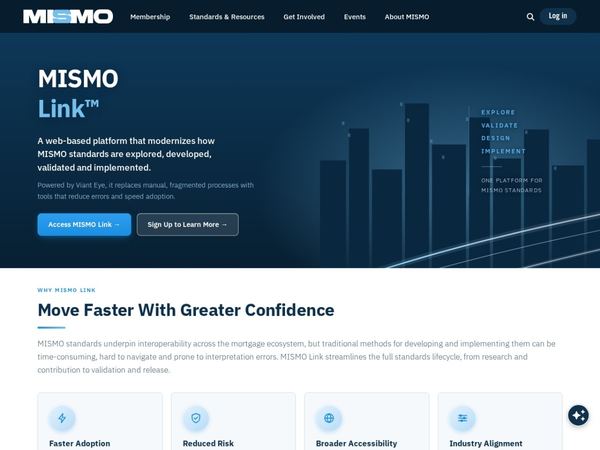 MISMO
Membership
Standards & Resources
Get Involved
Events
About MISMO
Log in
MISMO
Link™
A web-based platform that modernizes how
MISMO standards are explored, developed,
validated and implemented.
Powered by Viant Eye, it replaces manual, fragmented processes with
tools that reduce errors and speed adoption.
Access MISMO Link →
Sign Up to Learn More →
EXPLORE
VALIDATE
DESIGN
IMPLEMENT
ONE PLATFORM FOR
MISMO STANDARDS
WHY MISMO LINK
Move Faster With Greater Confidence
MISMO standards underpin interoperability across the mortgage ecosystem, but traditional methods for developing and implementing them can be
time-consuming, hard to navigate and prone to interpretation errors. MISMO Link streamlines the full standards lifecycle, from research and
contribution to validation and release.
Faster Adoption
Reduced Risk
Broader Accessibility
Industry Alignment